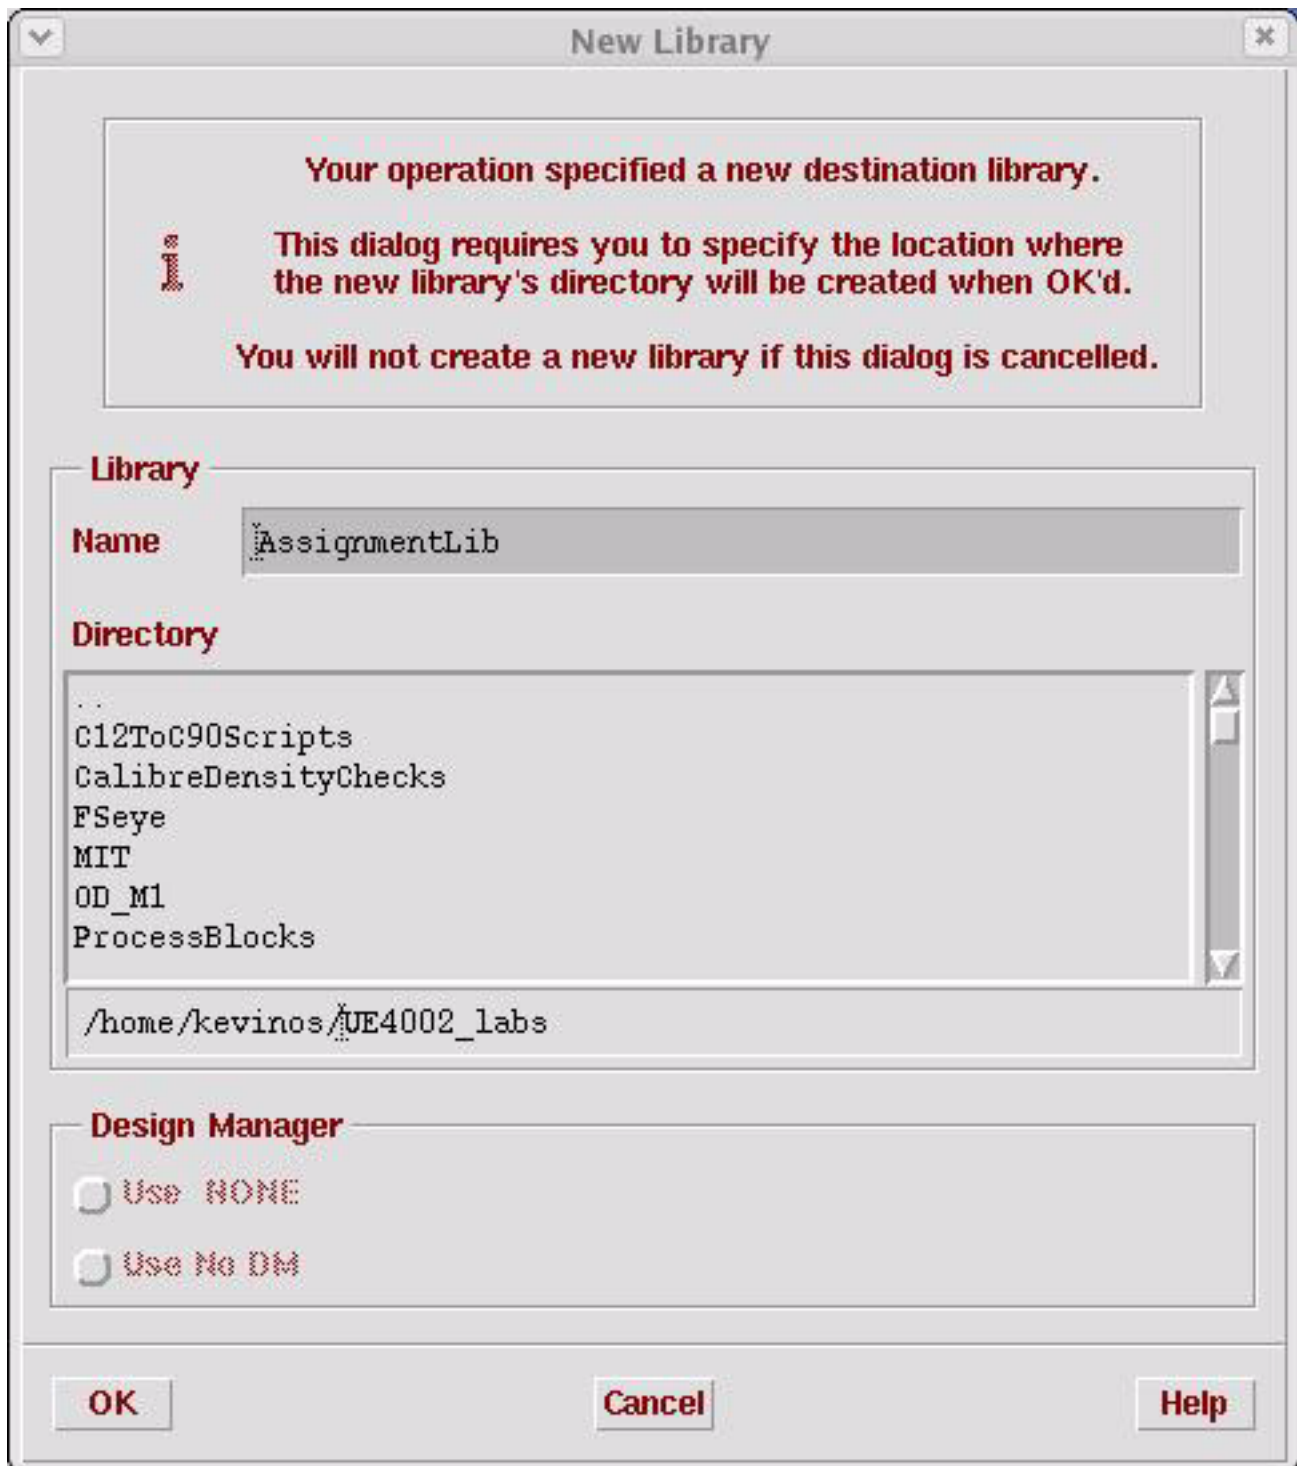 New Library
Your operation specified a new destination library.
This dialog requires you to specify the location where
the new library's directory will be created when OK'd.
You will not create a new library if this dialog is cancelled.
Library
Name
AssignmentLib
Directory
..
C12ToC90Scripts
CalibreDensityChecks
FSeye
MIT
OD_M1
ProcessBlocks
/home/kevinos/UE4002_labs
Design Manager
Use NONE
Use No DM
OK
Cancel
Help